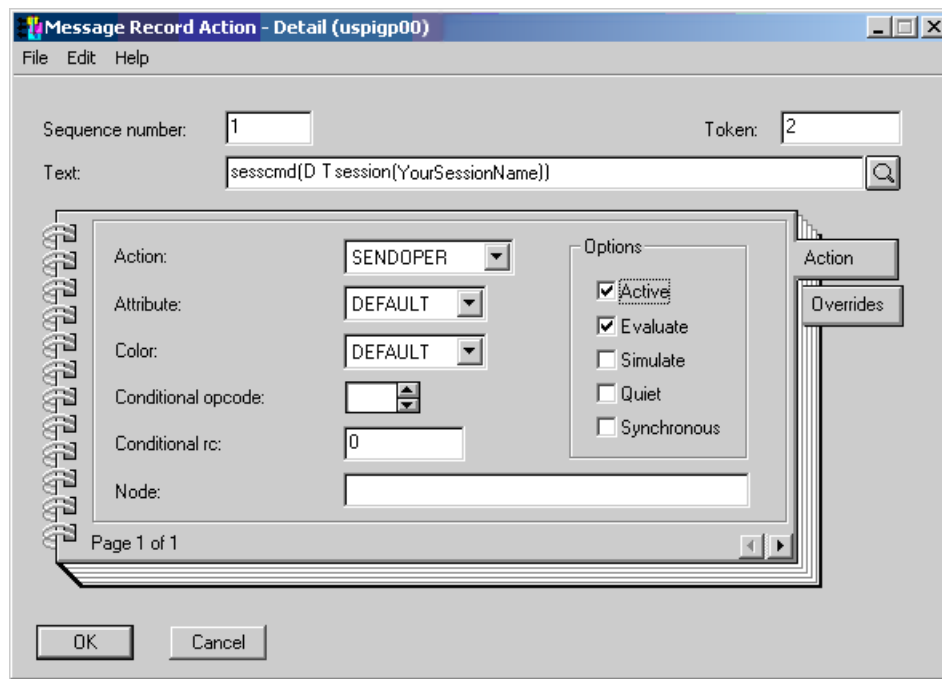 Message Record Action - Detail (uspigp00)
File Edit Help
Sequence number: 1 Token: 2
Text: sesscmd(D T session(YourSessionName))
Action: SENDOPER
Attribute: DEFAULT
Color: DEFAULT
Conditional opcode:
Conditional rc: 0
Node:
Options
Active
Evaluate
Simulate
Quiet
Synchronous
Action
Overrides
Page 1 of 1
OK Cancel